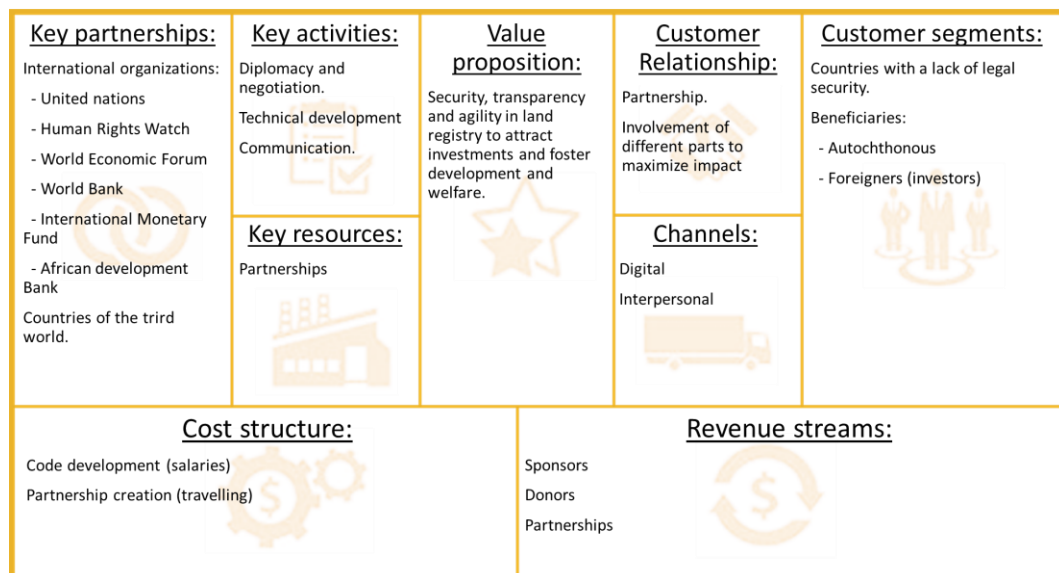 Key partnerships:
International organizations:
- United nations
- Human Rights Watch
- World Economic Forum
- World Bank
- International Monetary
Fund
- African development
Bank
Countries of the trird
world.
Key activities:
Diplomacy and
negotiation.
Technical development
Communication.
Key resources:
Partnerships
Value
proposition:
Security, transparency
and agility in land
registry to attract
investments and foster
development and
welfare.
Customer
Relationship:
Partnership.
Involvement of
different parts to
maximize impact
Channels:
Digital
Interpersonal
Customer segments:
Countries with a lack of legal
security.
Beneficiaries:
- Autochthonous
- Foreigners (investors)
Cost structure:
Code development (salaries)
Partnership creation (travelling)
$
Revenue streams:
Sponsors
Donors
Partnerships
$